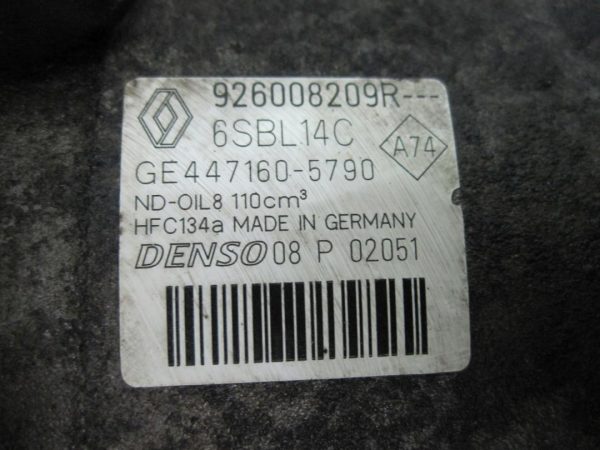 926008209R---
6SBL14C
A74
GE447160-5790
ND-OIL8 110cm³
HFC134a MADE IN GERMANY
DENSO 08 P 02051